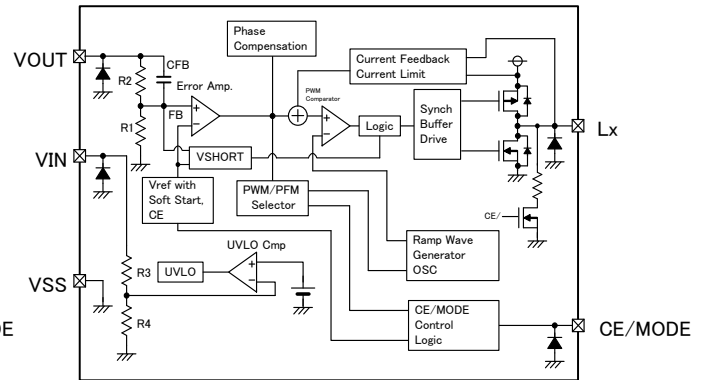 Phase
Compensation
VOUT
CFB
R2
Error Amp.
FB
R1
Current Feedback
Current Limit
PWM
Comparator
Logic
Synch
Buffer
Drive
Lx
VIN
VSHORT
Vref with
Soft Start,
CE
PWM/PFM
Selector
CE/
Ramp Wave
Generator
OSC
UVLO Cmp
UVLO
R3
R4
VSS
CE/MODE
Control
Logic
CE/MODE